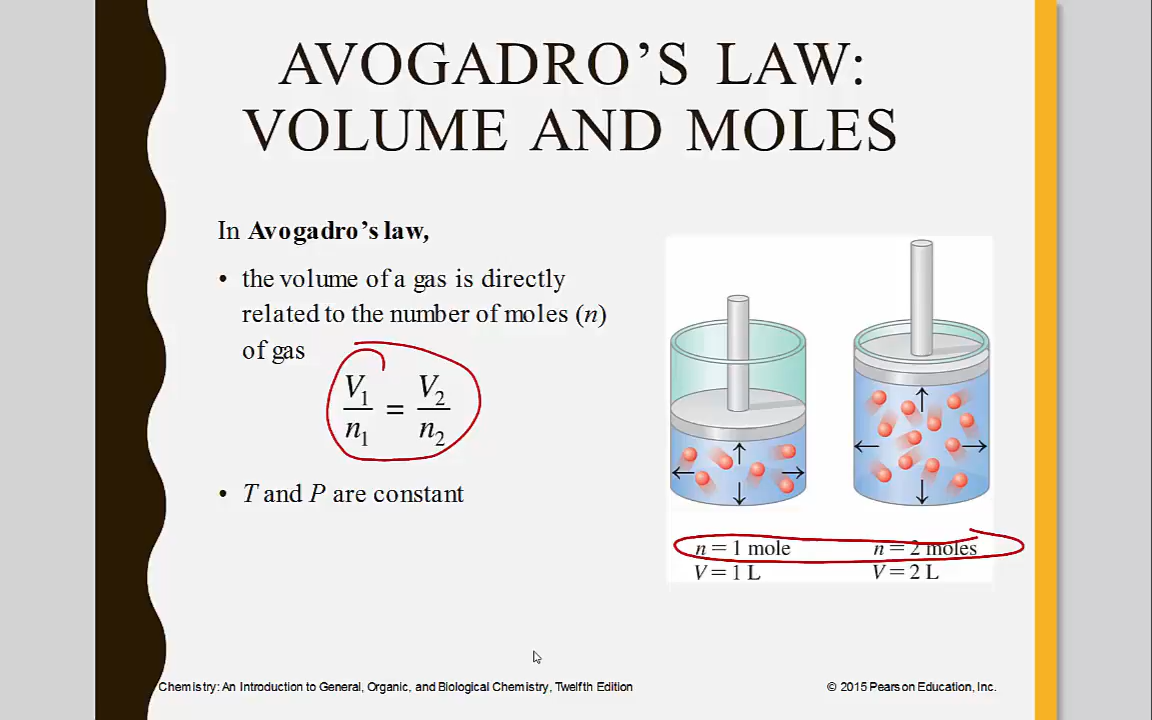 AVOGADRO’S LAW:
VOLUME AND MOLES
In Avogadro’s law,
• the volume of a gas is directly
related to the number of moles (n)
of gas
V₁/n₁ = V₂/n₂
• T and P are constant
n = 1 mole
V = 1 L
n = 2 moles
V = 2 L
Chemistry: An Introduction to General, Organic, and Biological Chemistry, Twelfth Edition
© 2015 Pearson Education, Inc.